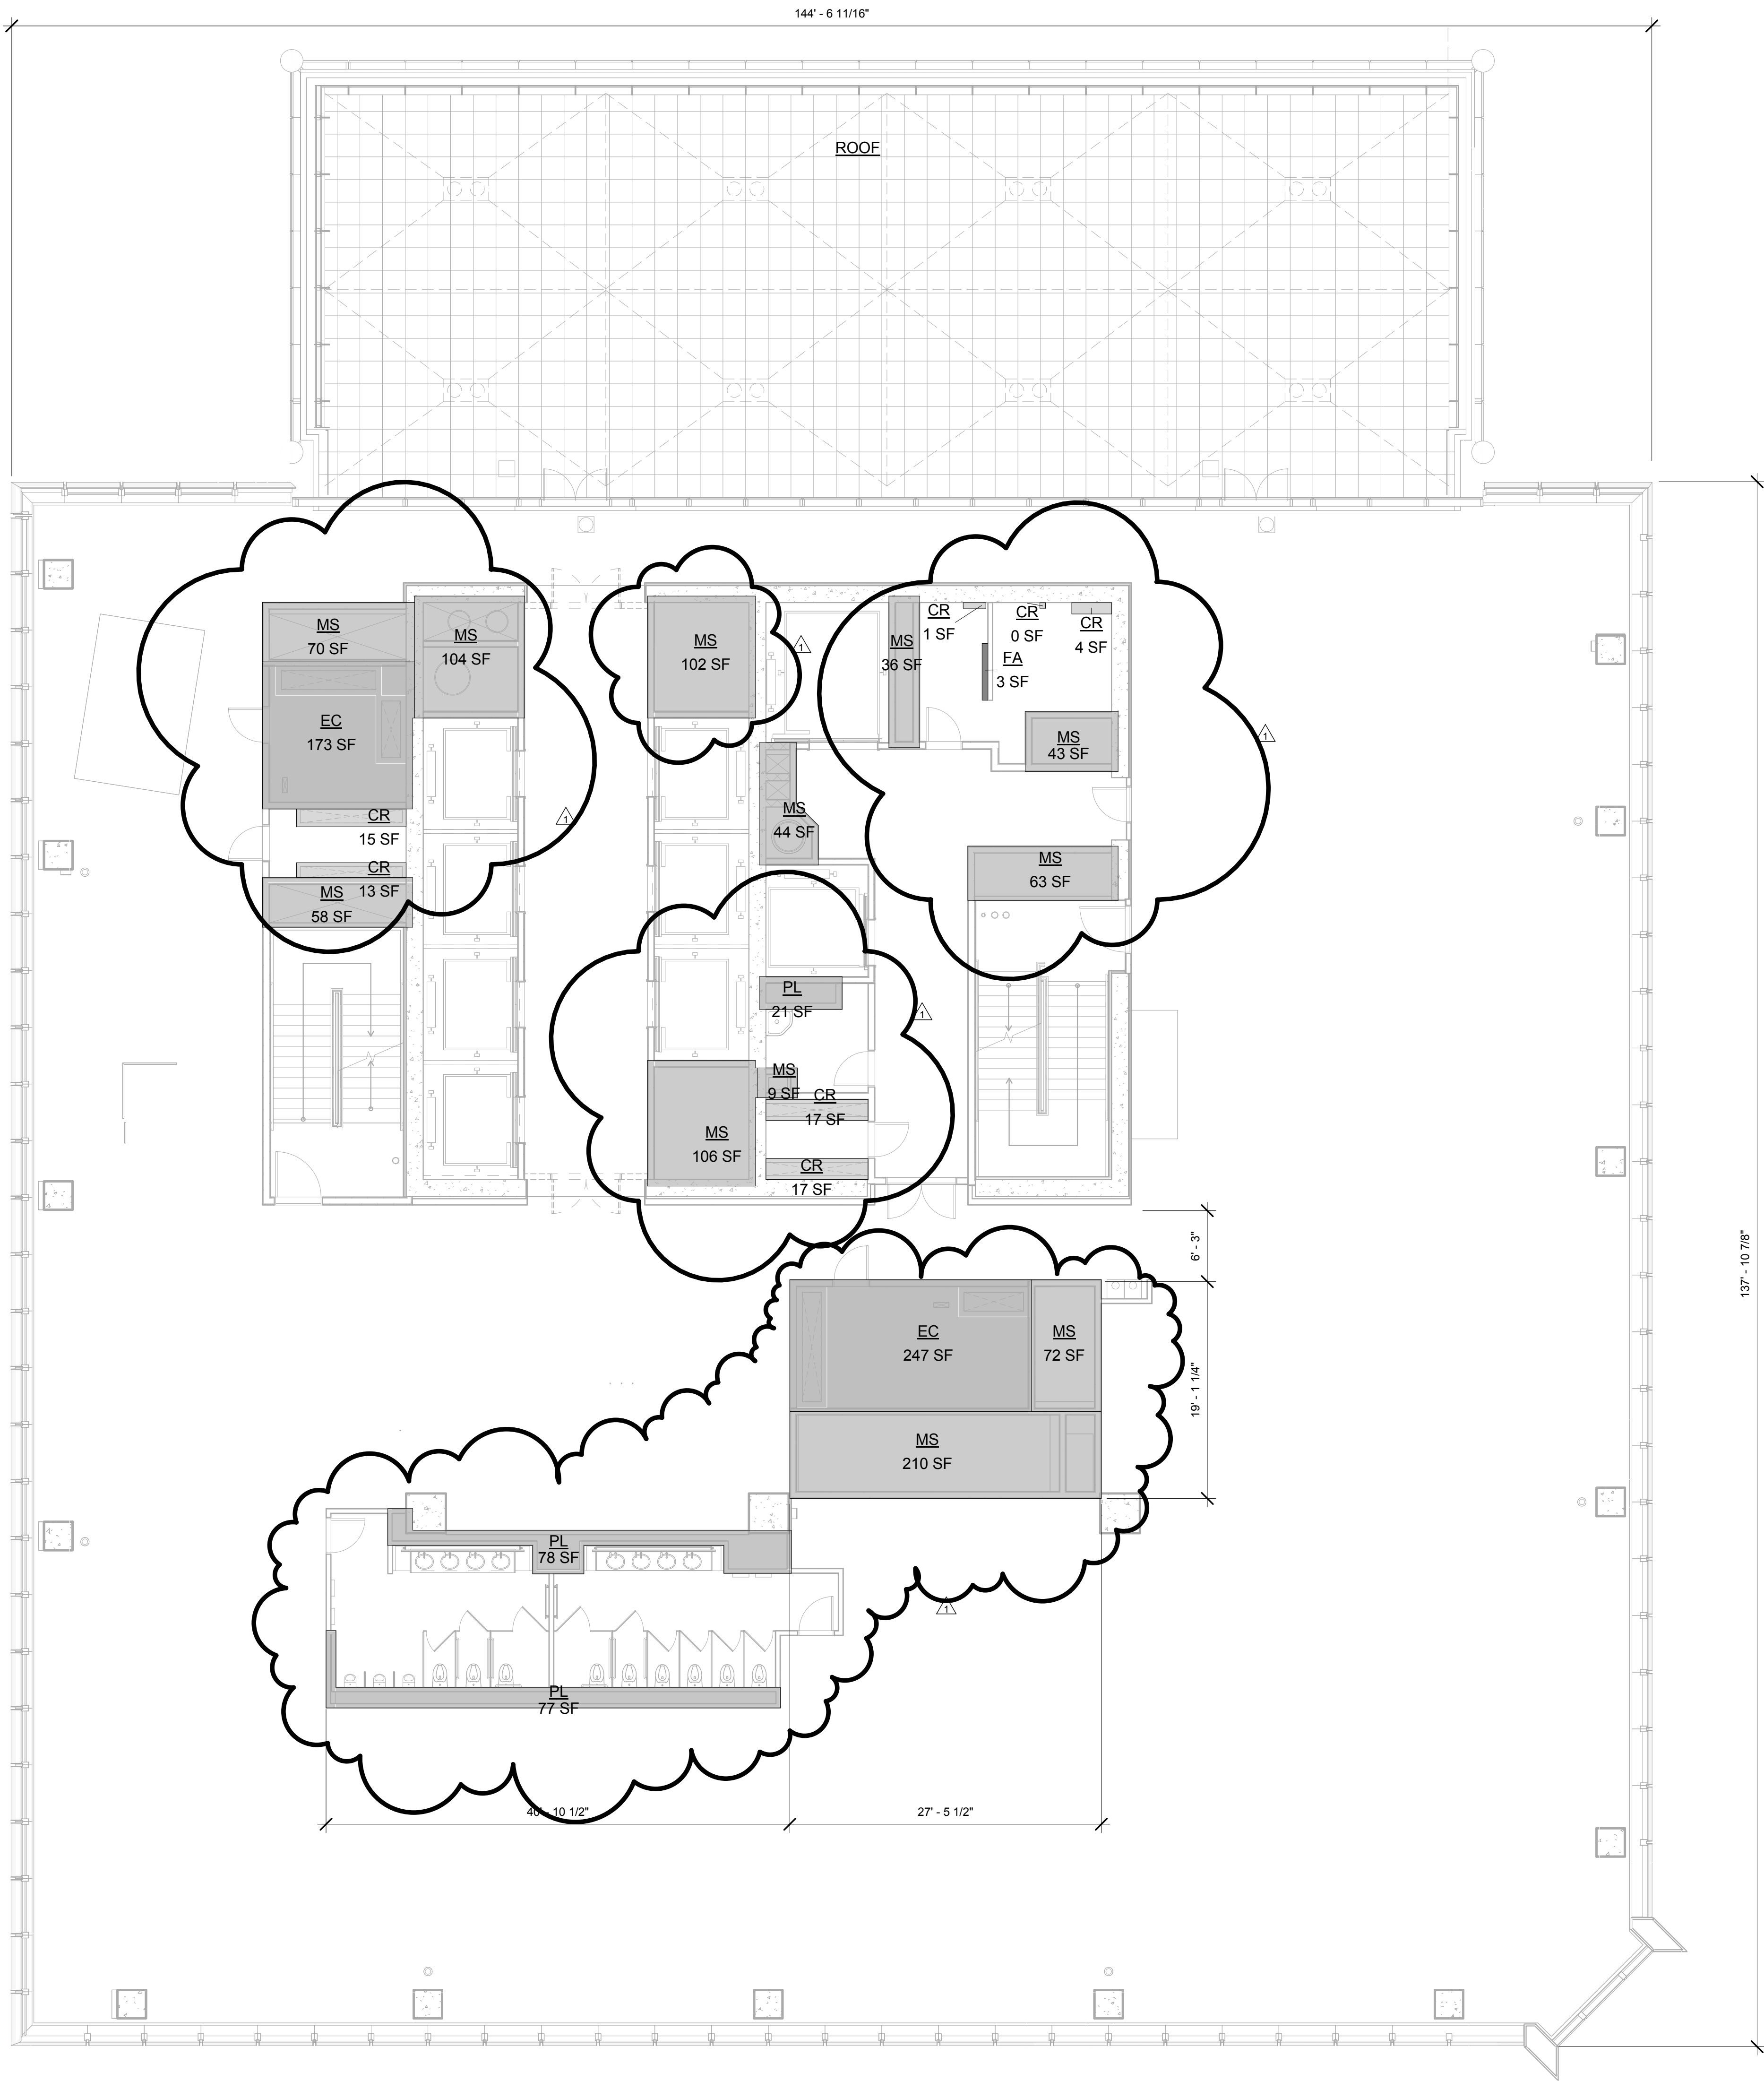 144' - 6 11/16"
ROOF
MS
70 SF
MS
104 SF
EC
173 SF
CR
15 SF
CR
13 SF
MS
58 SF
1
MS
102 SF
1
MS
36 SF
CR
1 SF
CR
0 SF
CR
4 SF
FA
3 SF
MS
43 SF
1
MS
44 SF
MS
63 SF
PL
21 SF
1
MS
9 SF
CR
17 SF
MS
106 SF
CR
17 SF
6' - 3"
137' - 10 7/8"
EC
247 SF
MS
72 SF
19' - 1 1/4"
MS
210 SF
PL
78 SF
1
PL
77 SF
40' - 10 1/2"
27' - 5 1/2"